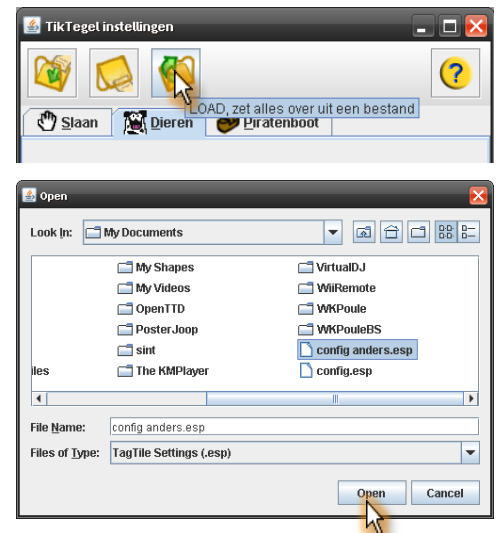 TikTegel instellingen
?
LOAD, zet alles over uit een bestand
Slaan Dieren Piratenboot
Open
Look In: My Documents
My Shapes VirtualDJ
My Videos WiiRemote
OpenTTD WKPoule
PosterJoop WKPouleBS
sint config anders.esp
iles The KMPlayer config.esp
File Name: config anders.esp
Files of Type: TagTile Settings (.esp)
Open Cancel